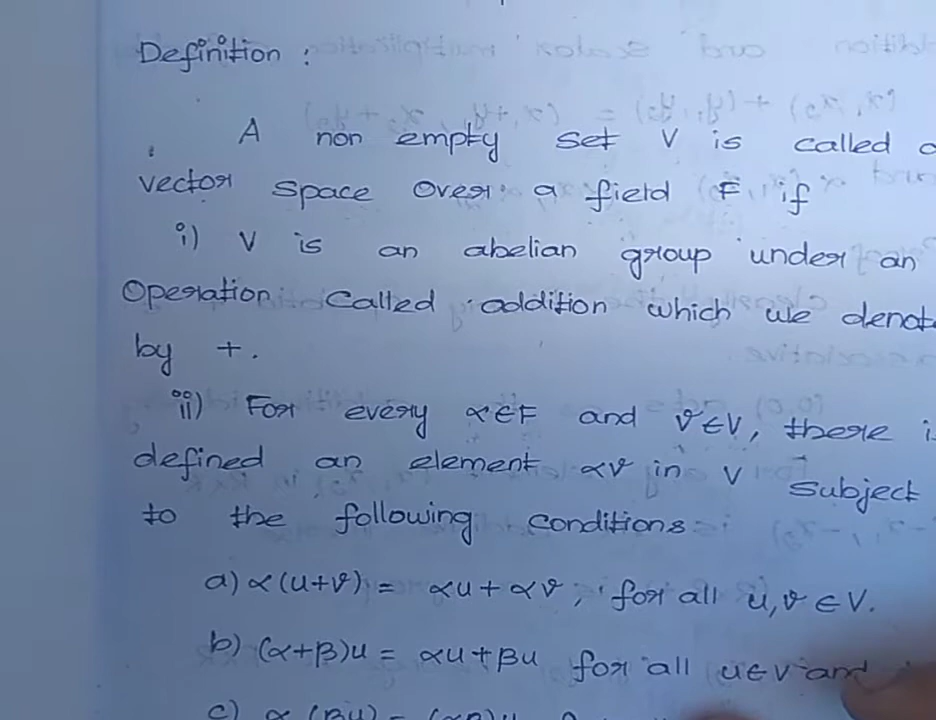 Definition :
A non empty set V is called a
vector space over a field F if
i) V is an abelian group under an
operation called addition which we denot
by +.
ii) For every α∈F and v∈V, there i
defined an element αv in V subject
to the following conditions:
a) α(u+v) = αu + αv, for all u,v ∈ V.
b) (α+β)u = αu+βu for all u∈V and
c) α (βu) = (αβ)u